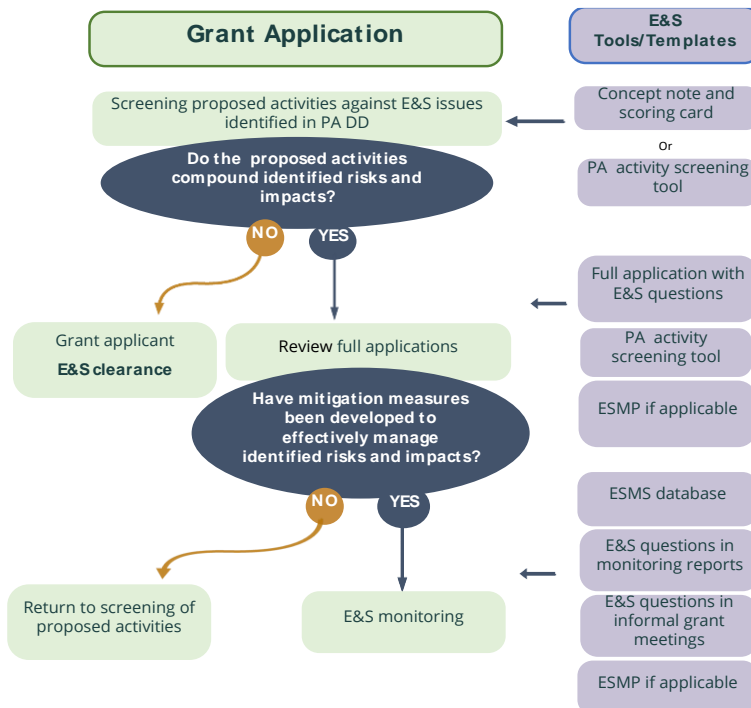 Grant Application
E&S
Tools/Templates
Screening proposed activities against E&S issues
identified in PA DD
Concept note and
scoring card
Or
PA activity screening
tool
Do the proposed activities
compound identified risks and
impacts?
NO
YES
Full application with
E&S questions
Grant applicant
E&S clearance
Review full applications
PA activity
screening tool
ESMP if applicable
Have mitigation measures
been developed to
effectively manage
identified risks and impacts?
NO
YES
ESMS database
E&S questions in
monitoring reports
Return to screening of
proposed activities
E&S monitoring
E&S questions in
informal grant
meetings
ESMP if applicable